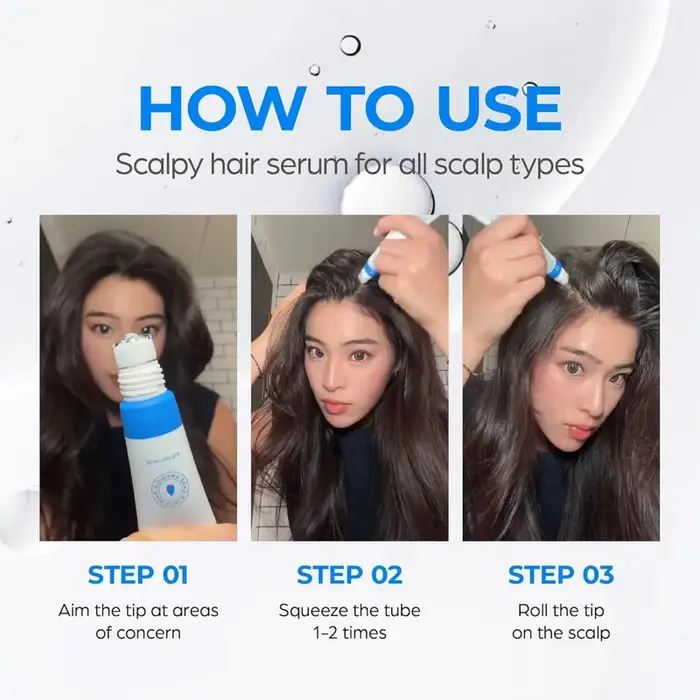 HOW TO USE
Scalpy hair serum for all scalp types
STEP 01
Aim the tip at areas
of concern
STEP 02
Squeeze the tube
1-2 times
STEP 03
Roll the tip
on the scalp